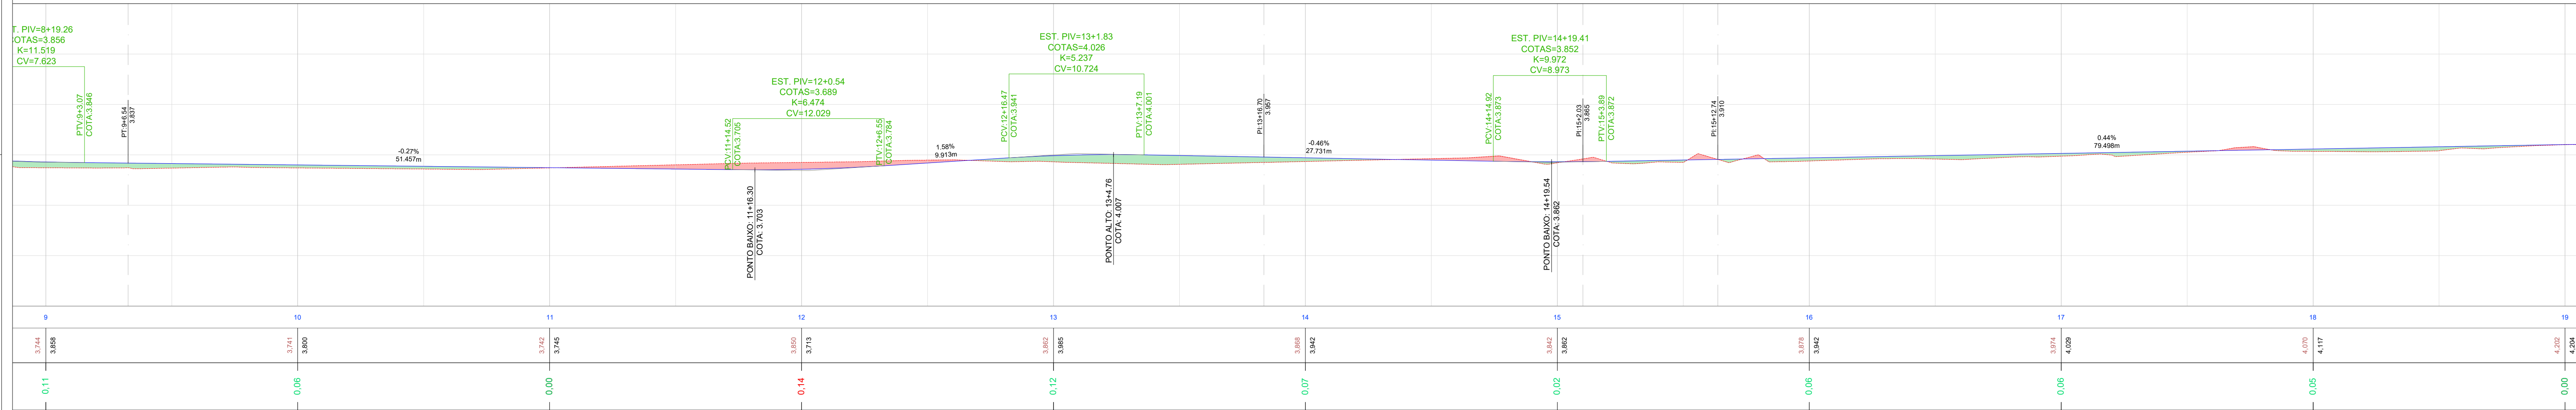 T. PIV=8+19.26
COTAS=3.856
K=11.519
CV=7.623
PTV:9+3.07
COTA:3.846
PT:9+6.54
3.837
-0.27%
51.457m
EST. PIV=12+0.54
COTAS=3.689
K=6.474
CV=12.029
PCV:11+14.52
COTA:3.705
PTV:12+6.55
COTA:3.784
PONTO BAIXO: 11+16.30
COTA: 3.703
1.58%
9.913m
EST. PIV=13+1.83
COTAS=4.026
K=5.237
CV=10.724
PCV:12+16.47
COTA:3.941
PTV:13+7.19
COTA:4.001
PONTO ALTO: 13+4.76
COTA: 4.007
PI:13+16.70
3.957
-0.46%
27.731m
EST. PIV=14+19.41
COTAS=3.852
K=9.972
CV=8.973
PCV:14+14.92
COTA:3.873
PI:15+2.03
3.865
PTV:15+3.89
COTA:3.872
PONTO BAIXO: 14+19.54
COTA: 3.862
PI:15+12.74
3.910
0.44%
79.498m
9 10 11 12 13 14 15 16 17 18 19
3,744 3,858 3,741 3,800 3,742 3,745 3,850 3,713 3,862 3,985 3,868 3,942 3,842 3,862 3,878 3,942 3,974 4,029 4,070 4,117 4,202 4,204
0,11 0,06 0,00 0,14 0,12 0,07 0,02 0,06 0,06 0,05 0,00